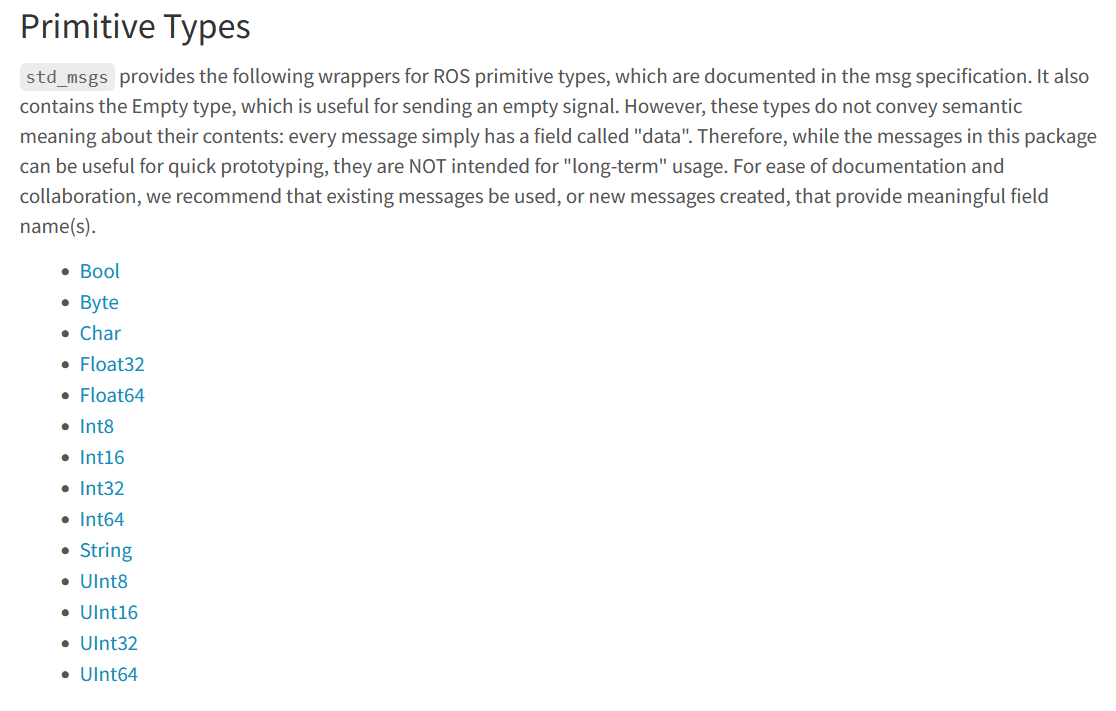 Primitive Types
std_msgs provides the following wrappers for ROS primitive types, which are documented in the msg specification. It also
contains the Empty type, which is useful for sending an empty signal. However, these types do not convey semantic
meaning about their contents: every message simply has a field called "data". Therefore, while the messages in this package
can be useful for quick prototyping, they are NOT intended for "long-term" usage. For ease of documentation and
collaboration, we recommend that existing messages be used, or new messages created, that provide meaningful field
name(s).
• Bool
• Byte
• Char
• Float32
• Float64
• Int8
• Int16
• Int32
• Int64
• String
• UInt8
• UInt16
• UInt32
• UInt64